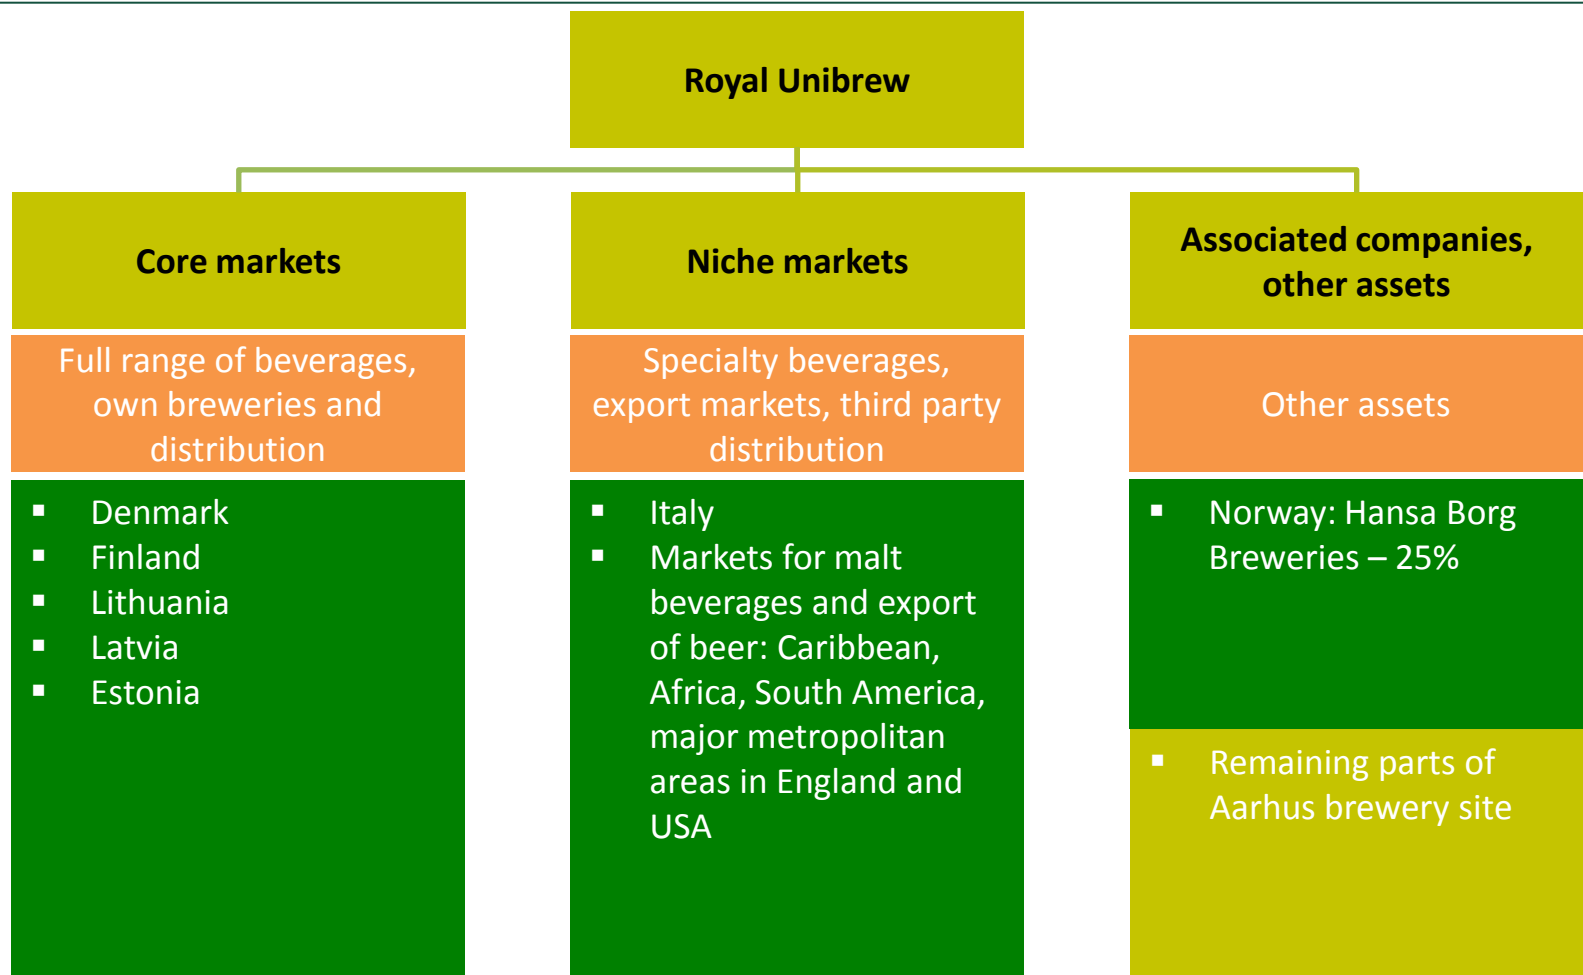 Royal Unibrew
Core markets
Full range of beverages,
own breweries and
distribution
▪ Denmark
▪ Finland
▪ Lithuania
▪ Latvia
▪ Estonia
Niche markets
Specialty beverages,
export markets, third party
distribution
▪ Italy
▪ Markets for malt
beverages and export
of beer: Caribbean,
Africa, South America,
major metropolitan
areas in England and
USA
Associated companies,
other assets
Other assets
▪ Norway: Hansa Borg
Breweries – 25%
▪ Remaining parts of
Aarhus brewery site